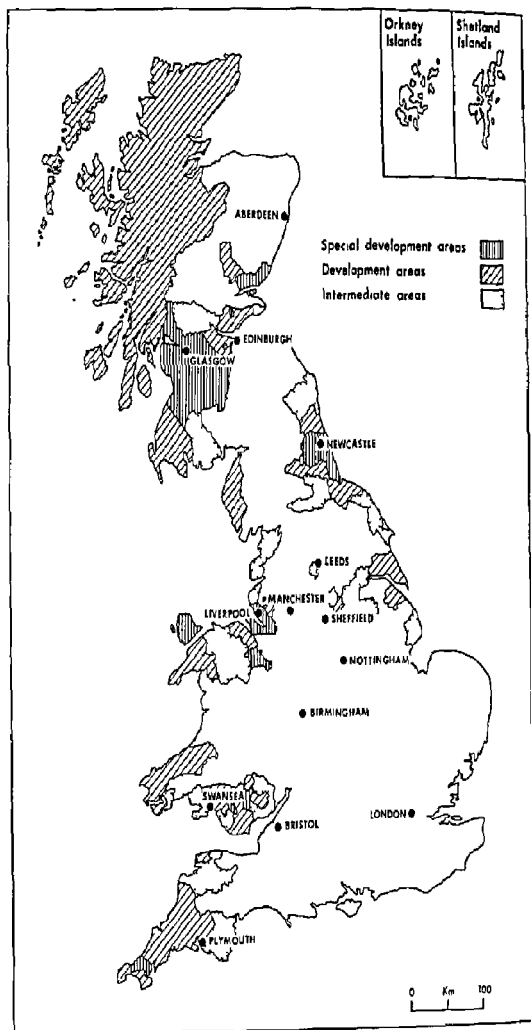 Orkney
Islands
Shetland
Islands
ABERDEEN
Special development areas
Development areas
Intermediate areas
EDINBURGH
GLASGOW
NEWCASTLE
LEEDS
MANCHESTER
LIVERPOOL
SHEFFIELD
NOTTINGHAM
BIRMINGHAM
SWANSEA
LONDON
BRISTOL
PLYMOUTH
0 Km 100